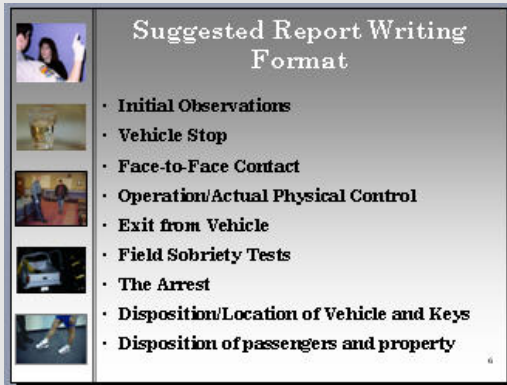 Suggested Report Writing
Format
· Initial Observations
· Vehicle Stop
· Face-to-Face Contact
· Operation/Actual Physical Control
· Exit from Vehicle
· Field Sobriety Tests
· The Arrest
· Disposition/Location of Vehicle and Keys
· Disposition of passengers and property
6